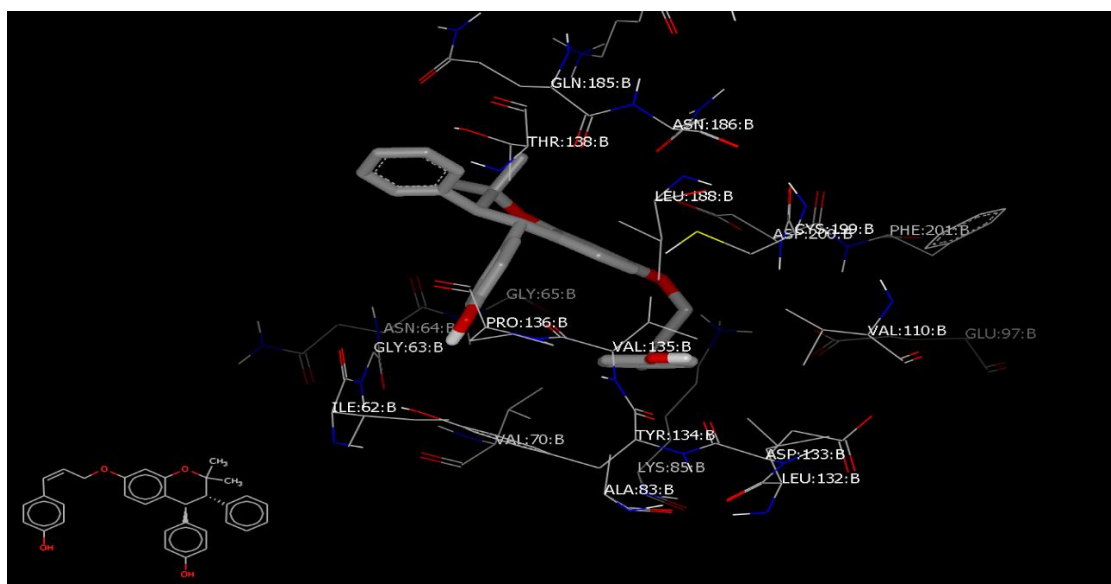 GLN:185:B
ASN:186:B
THR:138:B
LEU:188:B
CYS:199:B
ASP:200:B
PHE:201:B
GLY:65:B
ASN:64:B
PRO:136:B
VAL:110:B
GLU:97:B
GLY:63:B
VAL:135:B
ILE:62:B
VAL:70:B
TYR:134:B
ASP:133:B
LYS:85:B
LEU:132:B
ALA:83:B
CH3
O
O
CH3
OH
OH